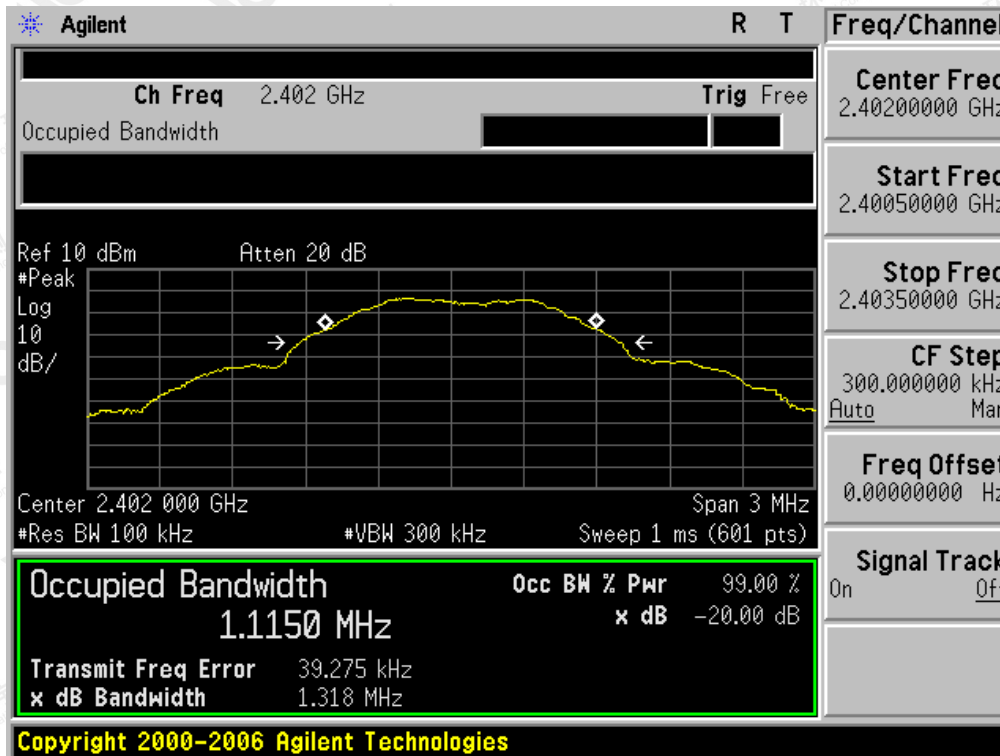 Agilent R T Freq/Channel
Ch Freq 2.402 GHz Trig Free
Occupied Bandwidth
Center Freq
2.40200000 GHz
Start Freq
2.40050000 GHz
Stop Freq
2.40350000 GHz
CF Step
300.000000 kHz
Auto Man
Freq Offset
0.00000000 Hz
Signal Track
On Off
Ref 10 dBm Atten 20 dB
#Peak
Log
10
dB/
Center 2.402 000 GHz Span 3 MHz
#Res BW 100 kHz #VBW 300 kHz Sweep 1 ms (601 pts)
Occupied Bandwidth Occ BW % Pwr 99.00 %
1.1150 MHz x dB -20.00 dB
Transmit Freq Error 39.275 kHz
x dB Bandwidth 1.318 MHz
Copyright 2000-2006 Agilent Technologies